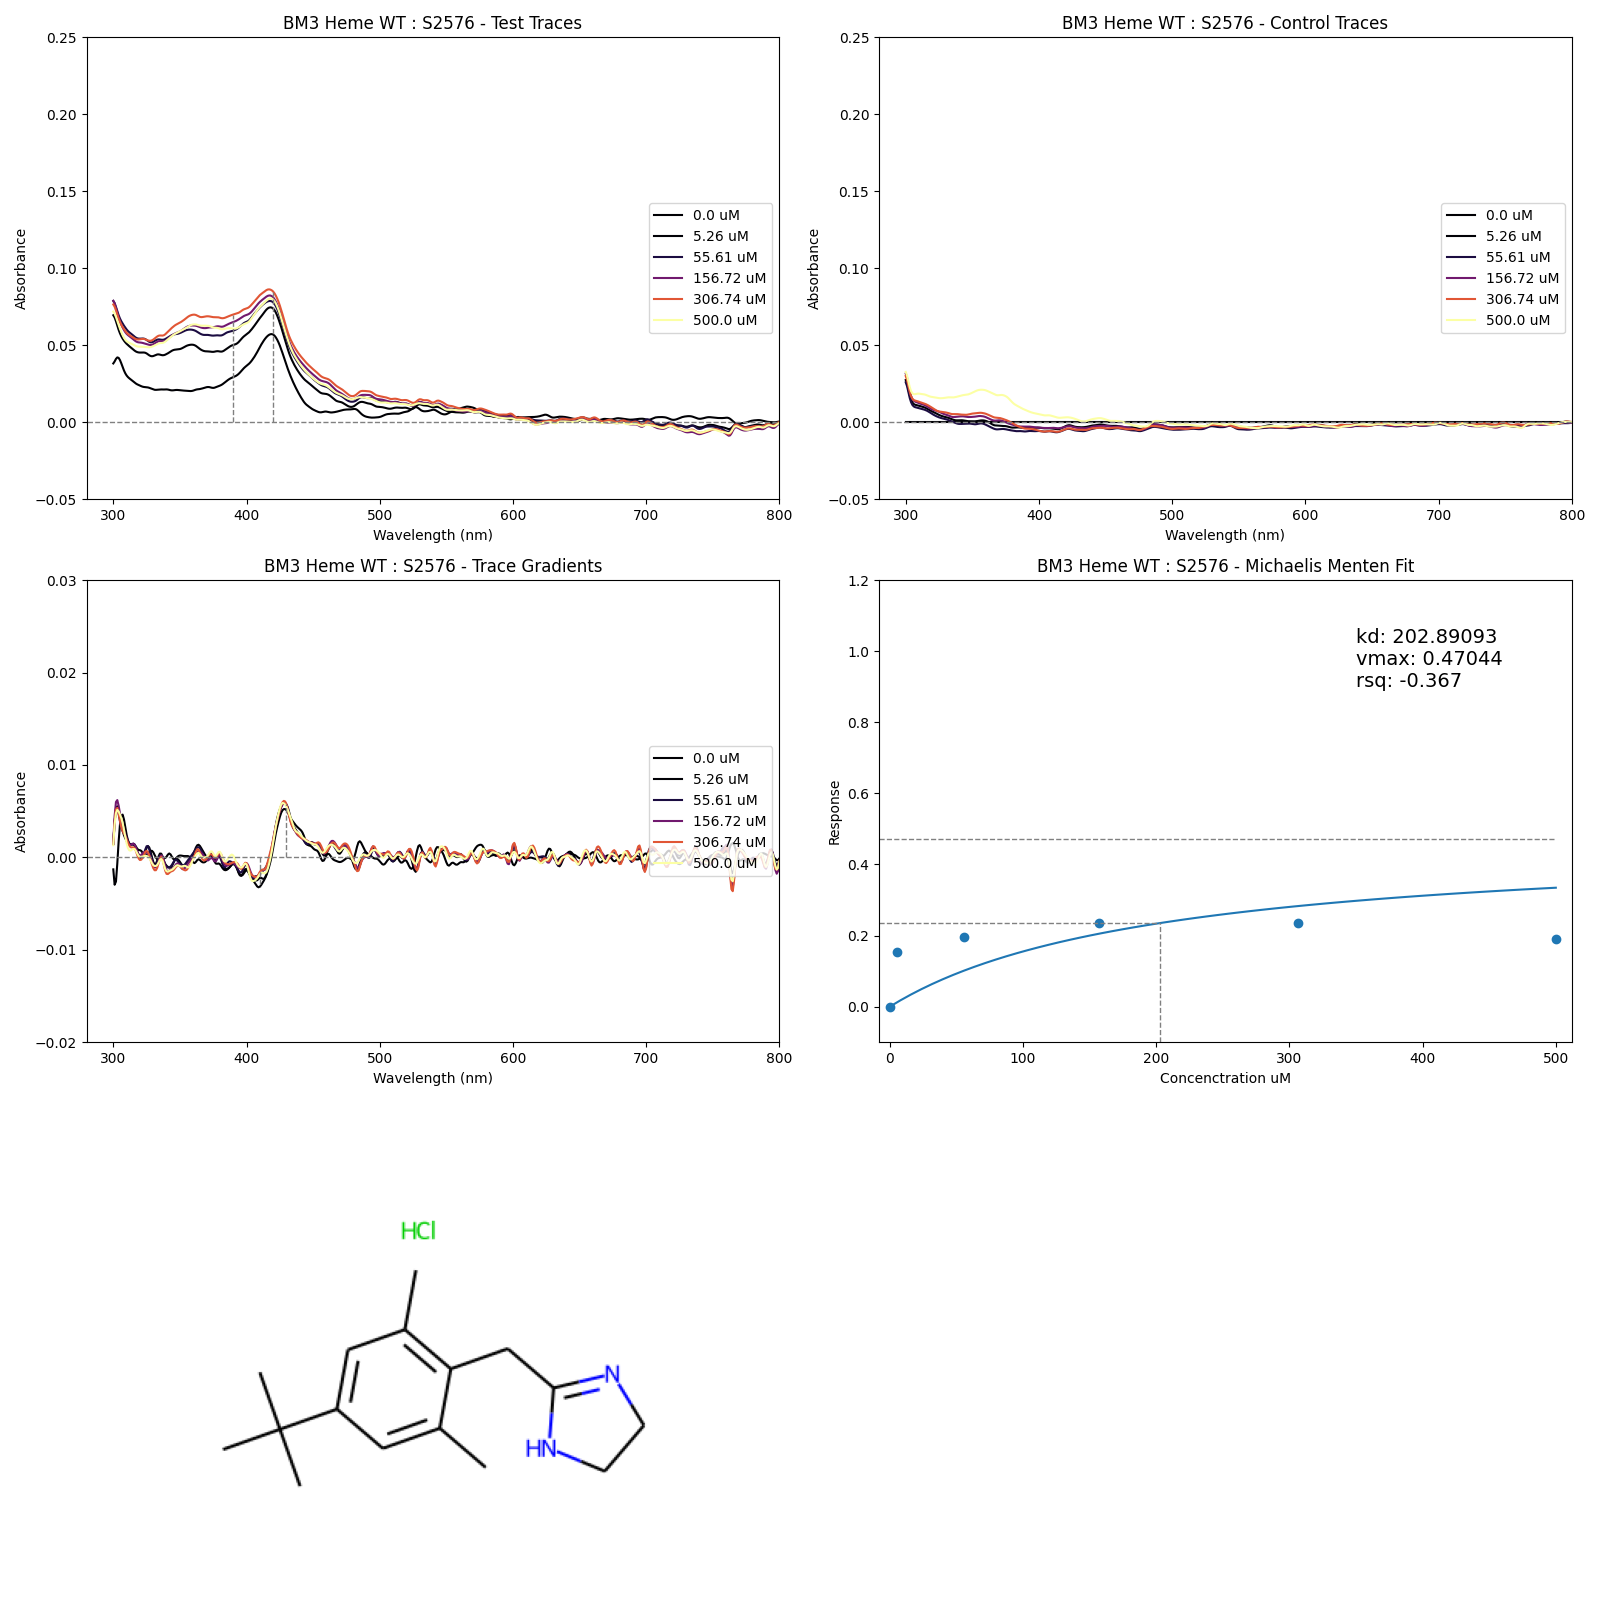 BM3 Heme WT : S2576 - Test Traces
0.25
0.20
0.15
0.10
0.05
0.00
−0.05
300
400
500
600
700
800
Absorbance
Wavelength (nm)
0.0 uM
5.26 uM
55.61 uM
156.72 uM
306.74 uM
500.0 uM
BM3 Heme WT : S2576 - Control Traces
0.25
0.20
0.15
0.10
0.05
0.00
−0.05
300
400
500
600
700
800
Absorbance
Wavelength (nm)
0.0 uM
5.26 uM
55.61 uM
156.72 uM
306.74 uM
500.0 uM
BM3 Heme WT : S2576 - Trace Gradients
0.03
0.02
0.01
0.00
−0.01
−0.02
300
400
500
600
700
800
Absorbance
Wavelength (nm)
0.0 uM
5.26 uM
55.61 uM
156.72 uM
306.74 uM
500.0 uM
BM3 Heme WT : S2576 - Michaelis Menten Fit
1.2
1.0
0.8
0.6
0.4
0.2
0.0
0
100
200
300
400
500
Response
Concenctration uM
kd: 202.89093
vmax: 0.47044
rsq: -0.367
HCl
N
HN